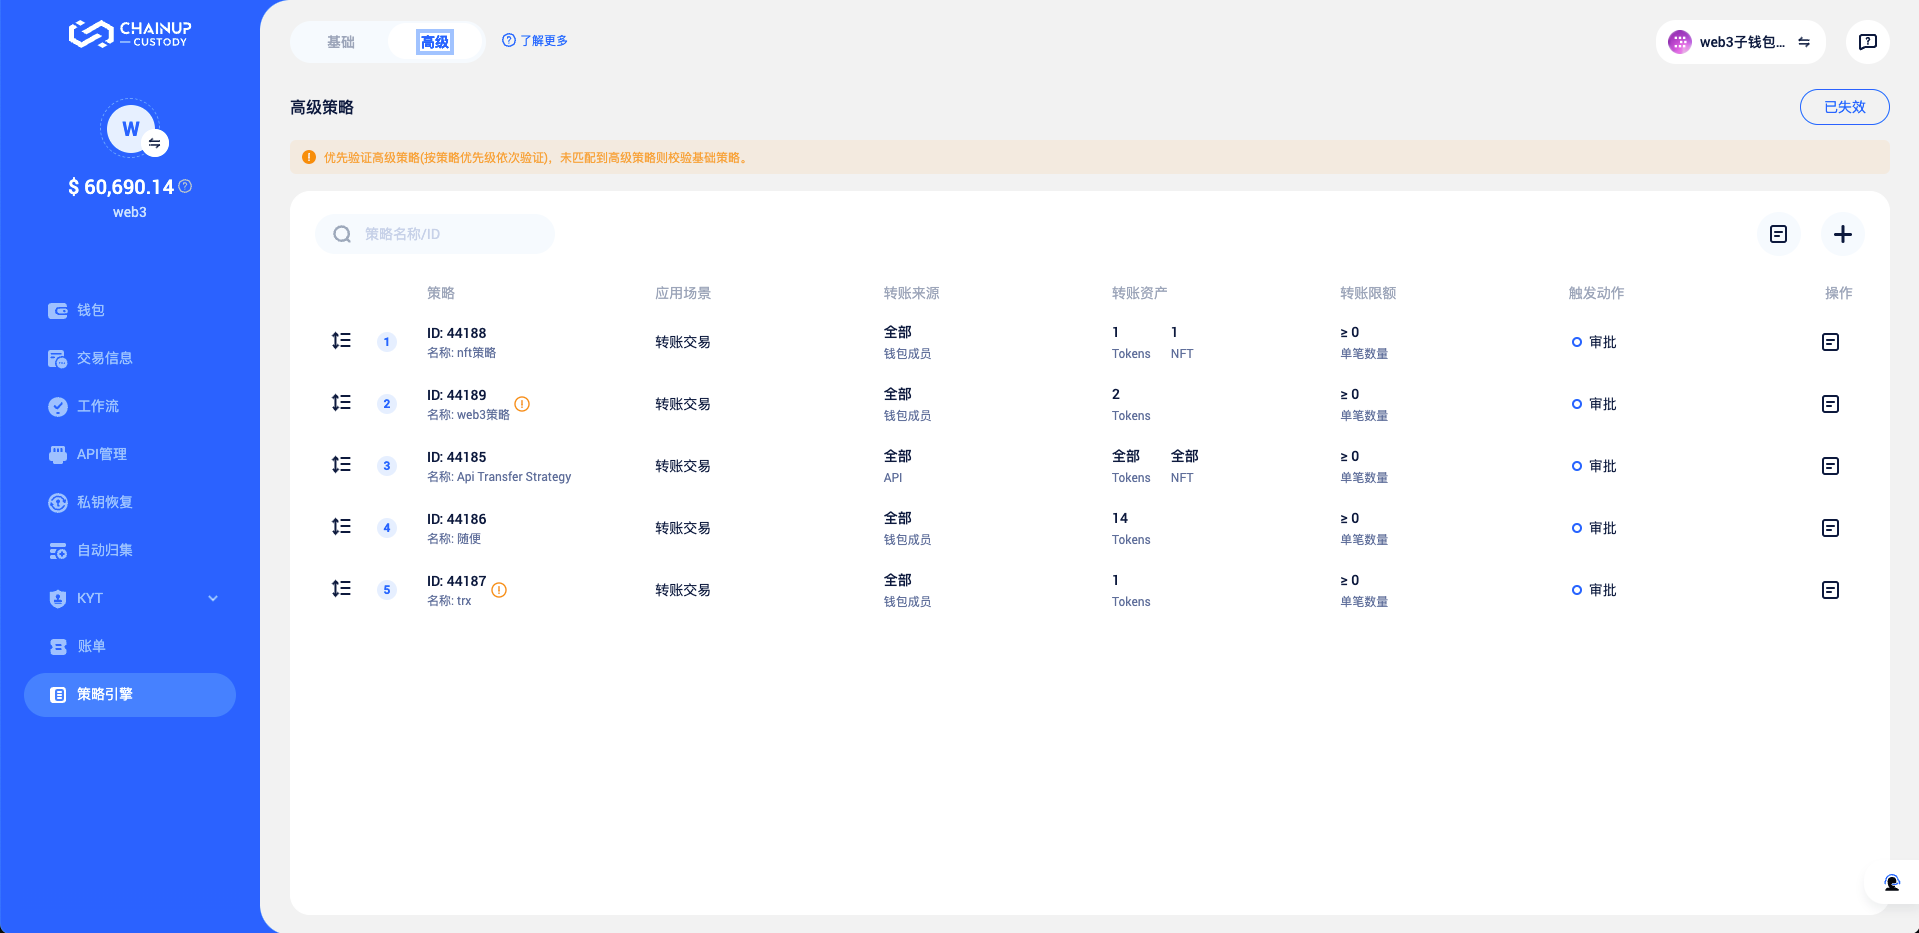 CHAINUP
CUSTODY
W
$ 60,690.14
web3
钱包
交易信息
工作流
API管理
私钥恢复
自动归集
KYT
账单
策略引擎
基础
高级
了解更多
web3子钱包...
高级策略
已失效
优先验证高级策略(按策略优先级依次验证)，未匹配到高级策略则校验基础策略。
策略名称/ID
策略 应用场景 转账来源 转账资产 转账限额 触发动作 操作
1 ID: 44188 转账交易 全部 1 1 ≥ 0 审批
名称: nft策略 钱包成员 Tokens NFT 单笔数量
2 ID: 44189 转账交易 全部 2 ≥ 0 审批
名称: web3策略 钱包成员 Tokens 单笔数量
3 ID: 44185 转账交易 全部 全部 全部 ≥ 0 审批
名称: Api Transfer Strategy API Tokens NFT 单笔数量
4 ID: 44186 转账交易 全部 14 ≥ 0 审批
名称: 随便 钱包成员 Tokens 单笔数量
5 ID: 44187 转账交易 全部 1 ≥ 0 审批
名称: trx 钱包成员 Tokens 单笔数量